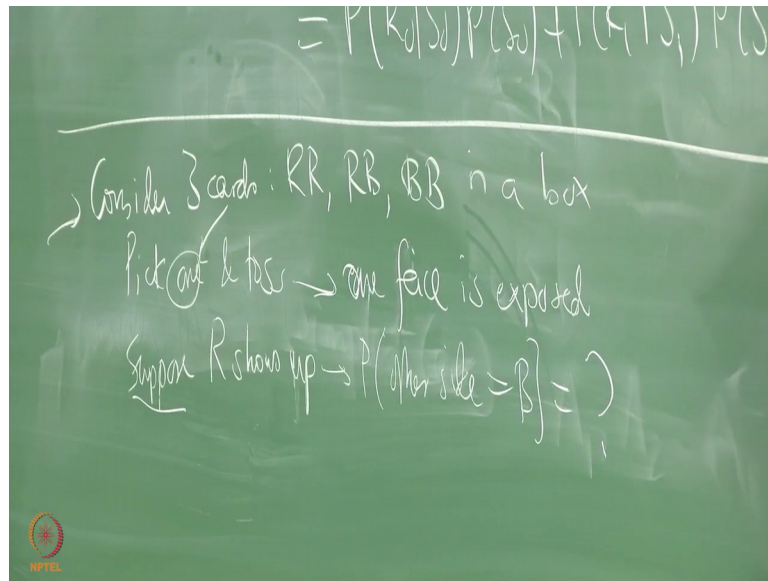 = P(R0|S0)P(S0) + P(R1|S1) P(S
Consider 3 cards: RR, RB, BB in a box
Pick one & toss → one face is exposed
Suppose R shows up → P(other side = B) = ?
NPTEL